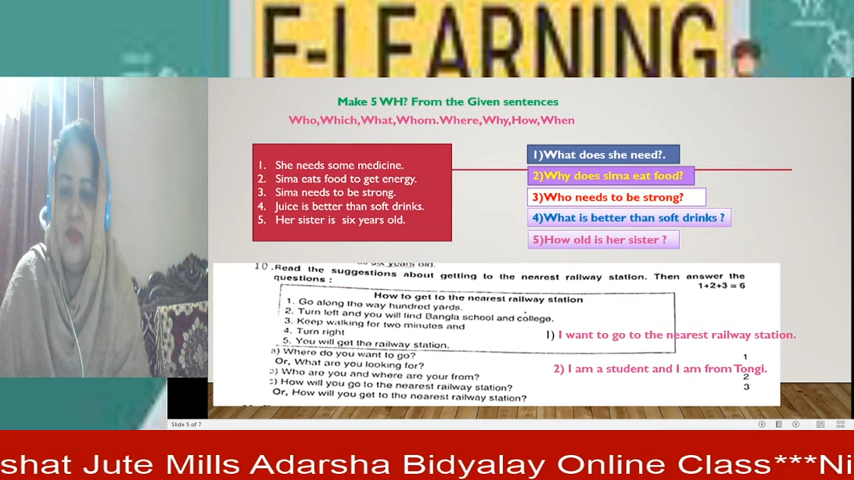 E-LEARNING
Make 5 WH? From the Given sentences
Who,Which,What,Whom.Where,Why,How,When
1. She needs some medicine.
2. Sima eats food to get energy.
3. Sima needs to be strong.
4. Juice is better than soft drinks.
5. Her sister is six years old.
1)What does she need?.
2)Why does sima eat food?
3)Who needs to be strong?
4)What is better than soft drinks ?
5)How old is her sister ?
six years old.
10.Read the suggestions about getting to the nearest railway station. Then answer the
questions :
1+2+3 = 6
How to get to the nearest railway station
1. Go along the way hundred yards.
2. Turn left and you will find Bangla school and college.
3. Keep walking for two minutes and
4. Turn right
5. You will get the railway station.
1) I want to go to the nearest railway station.
a) Where do you want to go?
1
Or, What are you looking for?
2) I am a student and I am from Tongi.
b) Who are you and where are your from?
2
c) How will you go to the nearest railway station?
3
Or, How will you get to the nearest railway station?
Slide 5 of 7
shat Jute Mills Adarsha Bidyalay Online Class***Ni